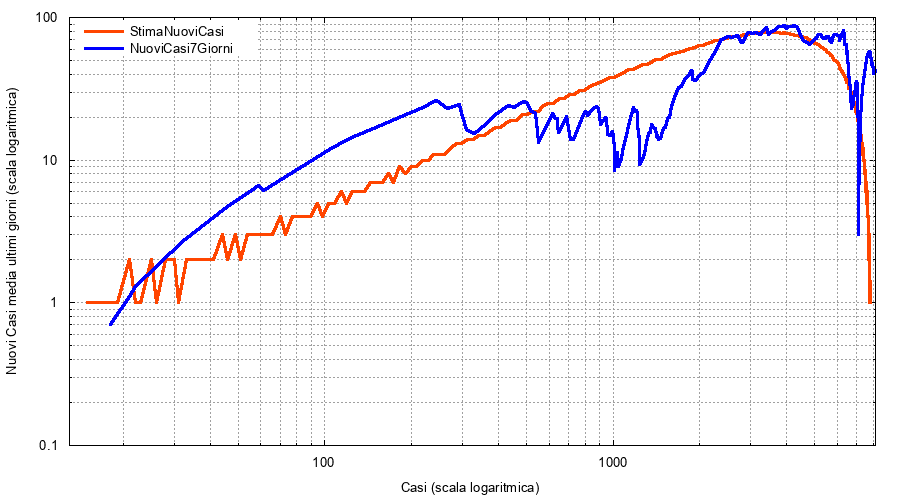 100
StimaNuoviCasi
NuoviCasi7Giorni
10
1
0.1
Nuovi Casi media ultimi giorni (scala logaritmica)
100
1000
Casi (scala logaritmica)